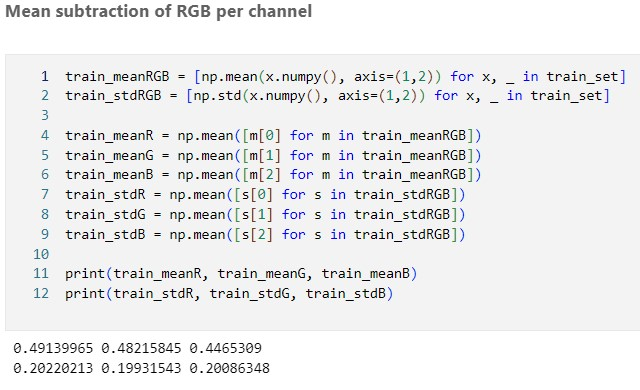 Mean subtraction of RGB per channel
1 train_meanRGB = [np.mean(x.numpy(), axis=(1,2)) for x, _ in train_set]
2 train_stdRGB = [np.std(x.numpy(), axis=(1,2)) for x, _ in train_set]
3
4 train_meanR = np.mean([m[0] for m in train_meanRGB])
5 train_meanG = np.mean([m[1] for m in train_meanRGB])
6 train_meanB = np.mean([m[2] for m in train_meanRGB])
7 train_stdR = np.mean([s[0] for s in train_stdRGB])
8 train_stdG = np.mean([s[1] for s in train_stdRGB])
9 train_stdB = np.mean([s[2] for s in train_stdRGB])
10
11 print(train_meanR, train_meanG, train_meanB)
12 print(train_stdR, train_stdG, train_stdB)
0.49139965 0.48215845 0.4465309
0.20220213 0.19931543 0.20086348